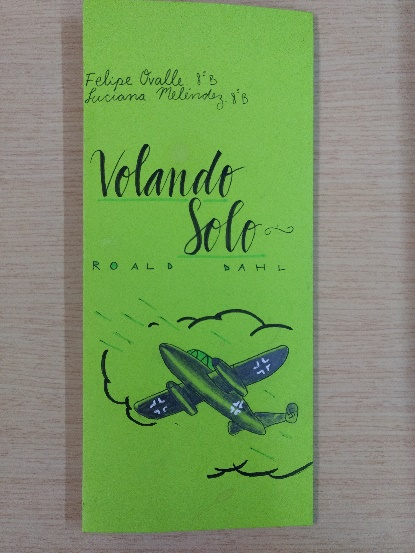 Felipe Ovalle 8°B
Luciana Meléndez 8°B
Volando
Solo
ROALD DAHL